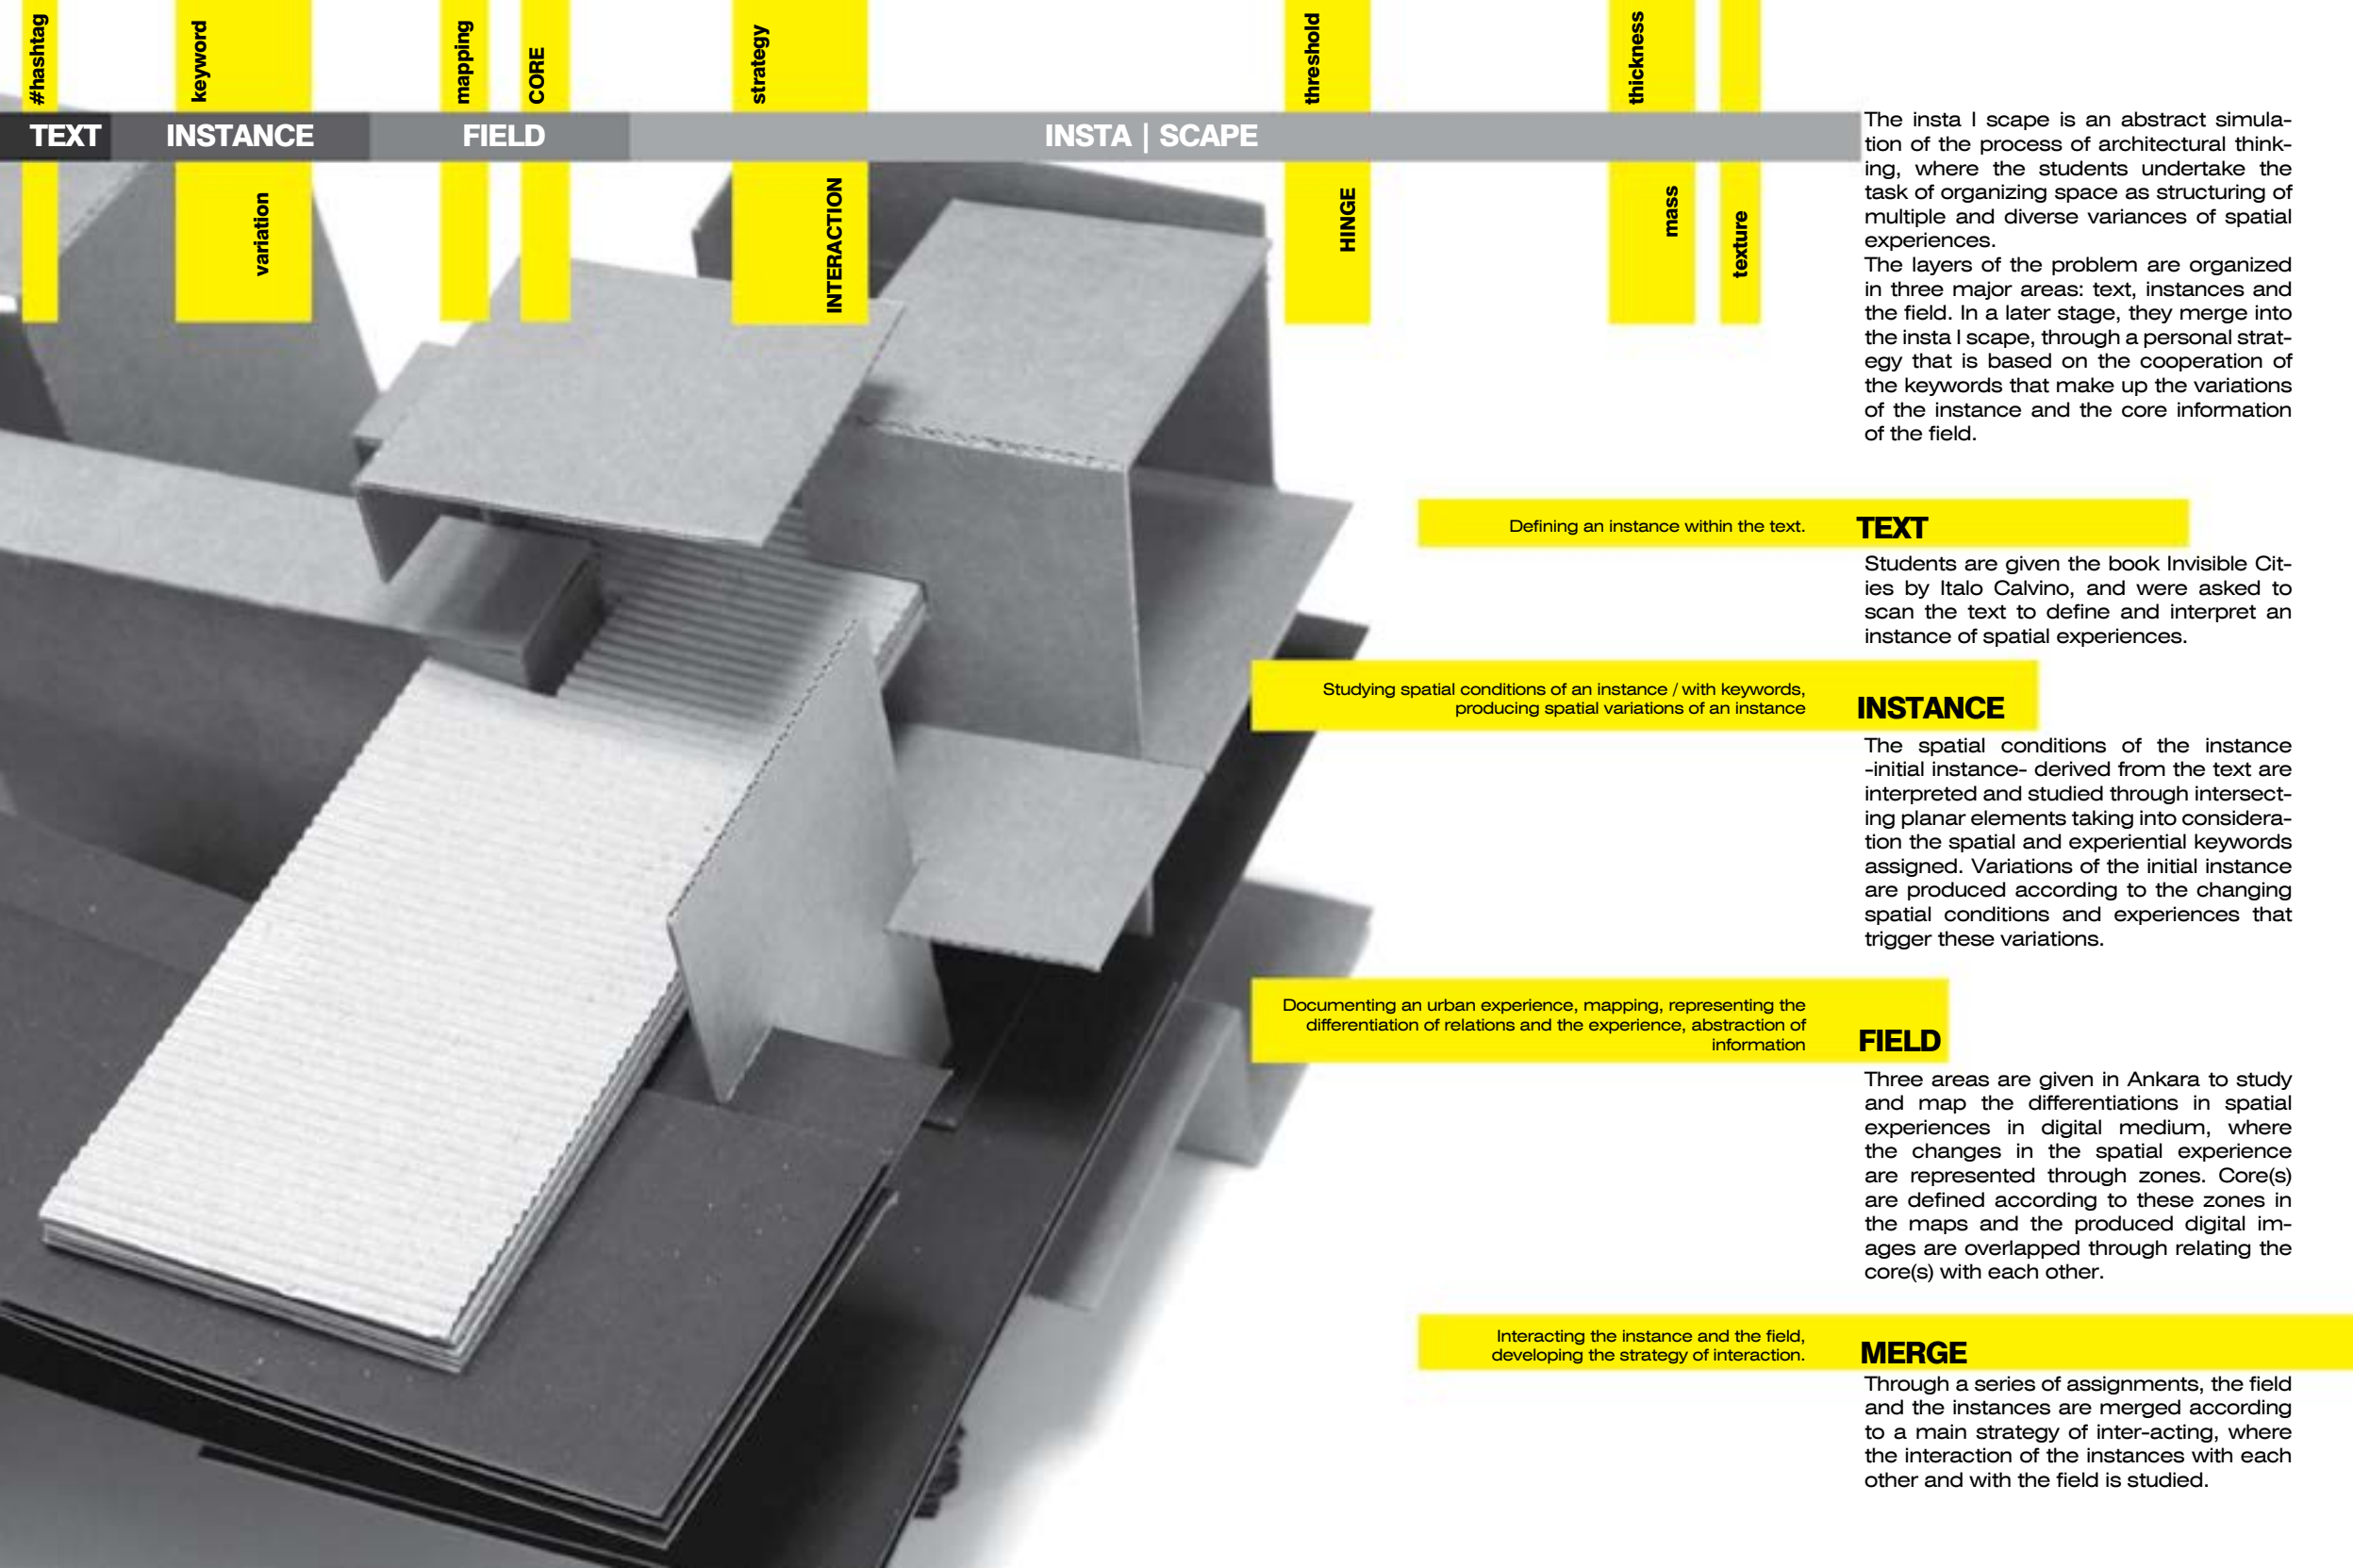 #hashtag
keyword
mapping
CORE
strategy
threshold
thickness
TEXT
INSTANCE
FIELD
INSTA | SCAPE
variation
INTERACTION
HINGE
mass
texture
The insta I scape is an abstract simula-
tion of the process of architectural think-
ing, where the students undertake the
task of organizing space as structuring of
multiple and diverse variances of spatial
experiences.
The layers of the problem are organized
in three major areas: text, instances and
the field. In a later stage, they merge into
the insta I scape, through a personal strat-
egy that is based on the cooperation of
the keywords that make up the variations
of the instance and the core information
of the field.
Defining an instance within the text.
TEXT
Students are given the book Invisible Cit-
ies by Italo Calvino, and were asked to
scan the text to define and interpret an
instance of spatial experiences.
Studying spatial conditions of an instance / with keywords,
producing spatial variations of an instance
INSTANCE
The spatial conditions of the instance
-initial instance- derived from the text are
interpreted and studied through intersect-
ing planar elements taking into considera-
tion the spatial and experiential keywords
assigned. Variations of the initial instance
are produced according to the changing
spatial conditions and experiences that
trigger these variations.
Documenting an urban experience, mapping, representing the
differentiation of relations and the experience, abstraction of
information
FIELD
Three areas are given in Ankara to study
and map the differentiations in spatial
experiences in digital medium, where
the changes in the spatial experience
are represented through zones. Core(s)
are defined according to these zones in
the maps and the produced digital im-
ages are overlapped through relating the
core(s) with each other.
Interacting the instance and the field,
developing the strategy of interaction.
MERGE
Through a series of assignments, the field
and the instances are merged according
to a main strategy of inter-acting, where
the interaction of the instances with each
other and with the field is studied.